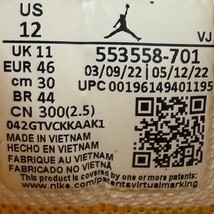 US
12
VJ
UK 11
EUR 46
cm 30
BR 44
CN 300(2.5)
553558-701
03/09/22 05/12/22
UPC 00196149401195
042GTVCKKAAK1
MADE IN VIETNAM
HECHO EN VIETNAM
FABRIQUE AU VIETNAM
FABRICADO NO VIETNÃ
www.nike.com/patentsvirtualmarking